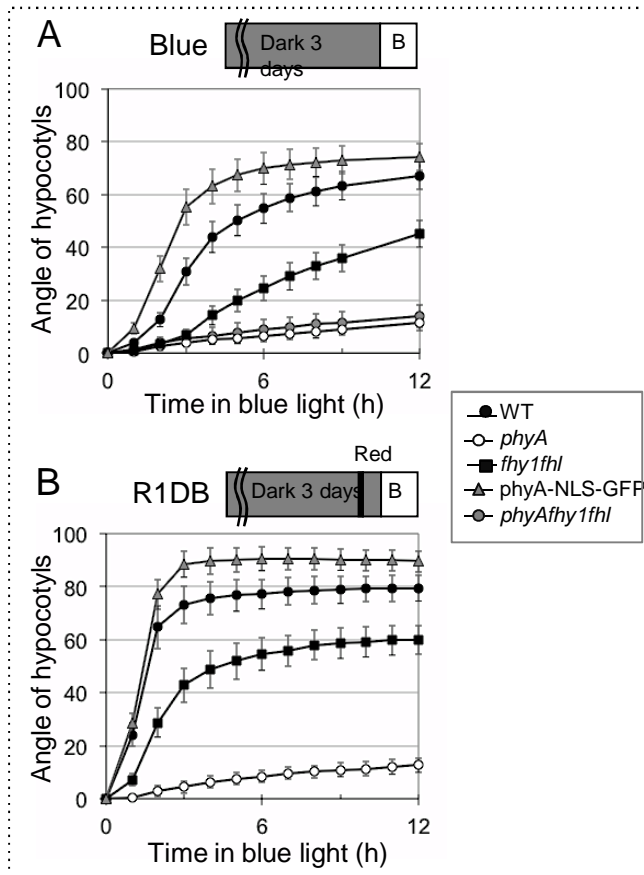 A
Blue
Dark 3
days
B
Angle of hypocotyls
100
80
60
40
20
0
0 6 12
Time in blue light (h)
WT
phyA
fhy1fhl
phyA-NLS-GFP
phyAfhy1fhl
B
Red
R1DB
Dark 3 days
B
Angle of hypocotyls
100
80
60
40
20
0
0 6 12
Time in blue light (h)